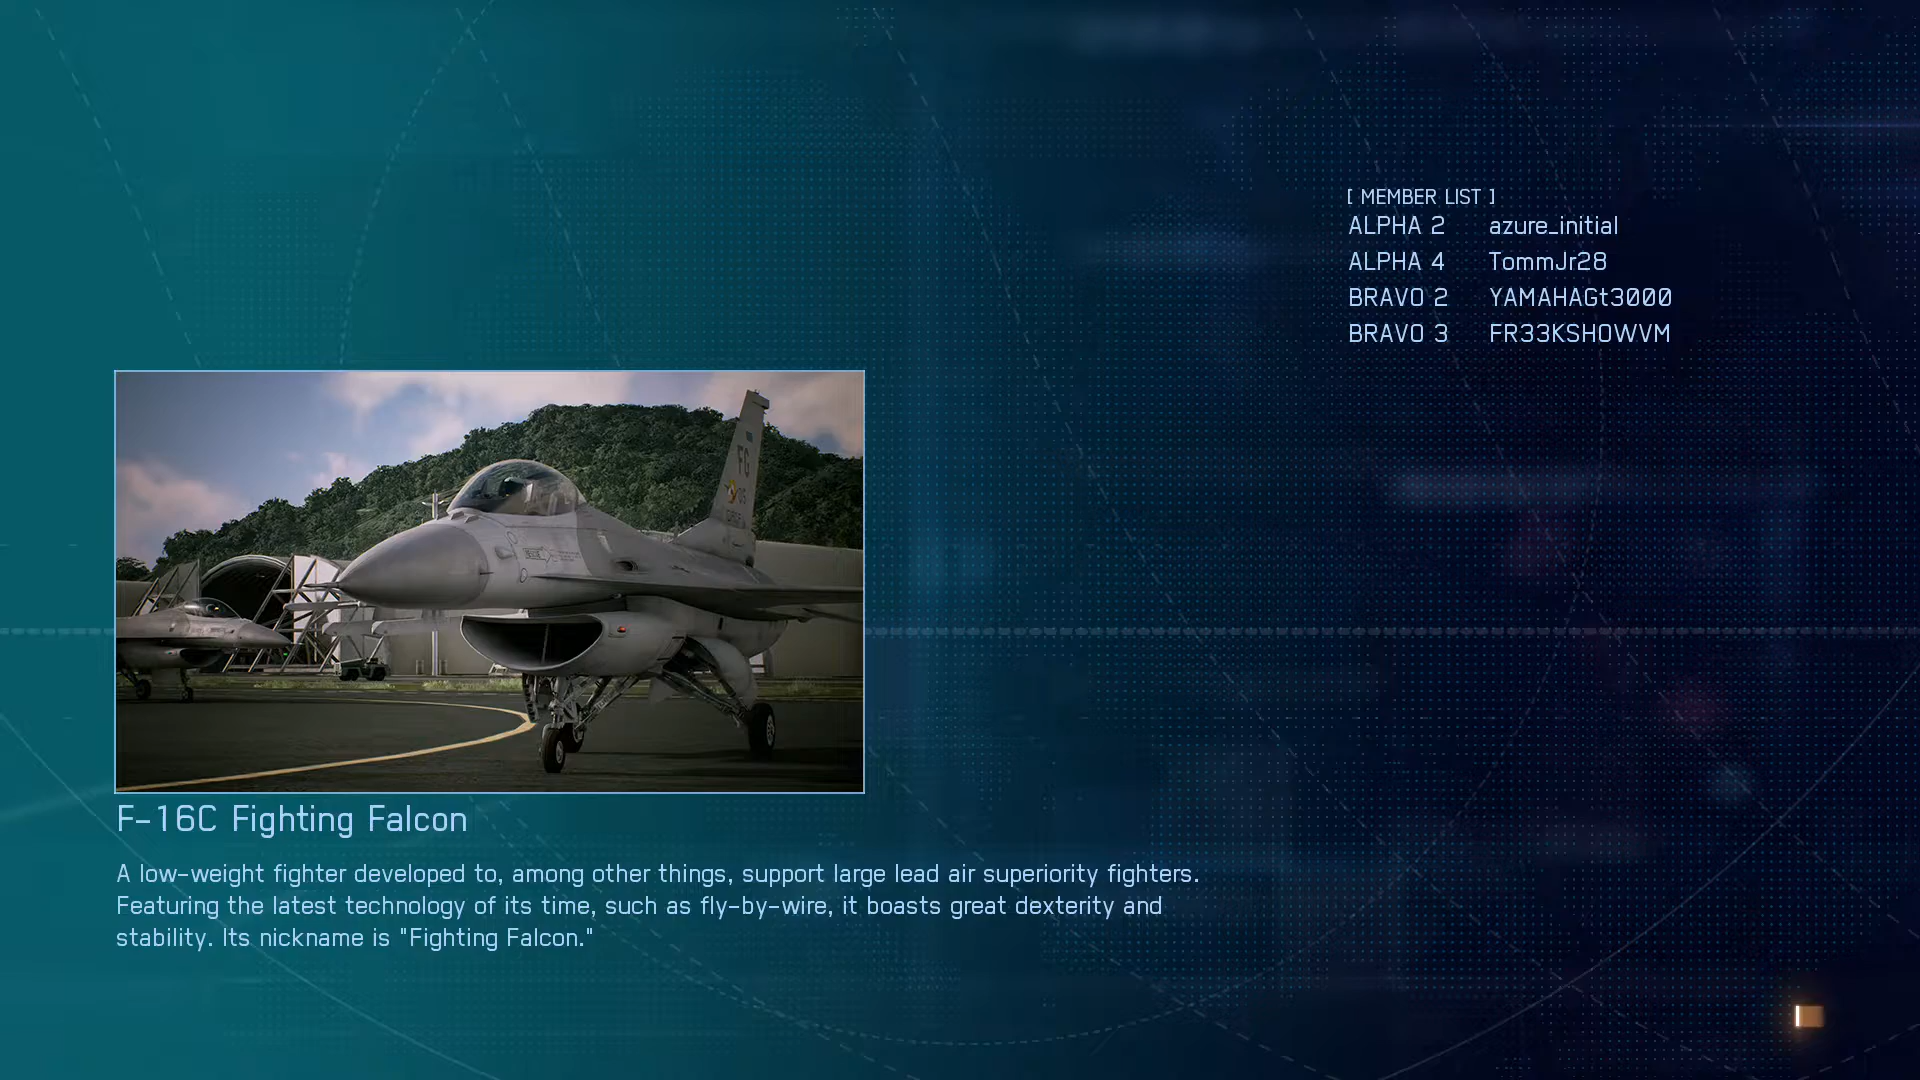 [ MEMBER LIST ]
ALPHA 2 azure_initial
ALPHA 4 TommJr28
BRAVO 2 YAMAHAGt3000
BRAVO 3 FR33KSHOWVM
FG
F-16C Fighting Falcon
A low-weight fighter developed to, among other things, support large lead air superiority fighters.
Featuring the latest technology of its time, such as fly-by-wire, it boasts great dexterity and
stability. Its nickname is "Fighting Falcon."